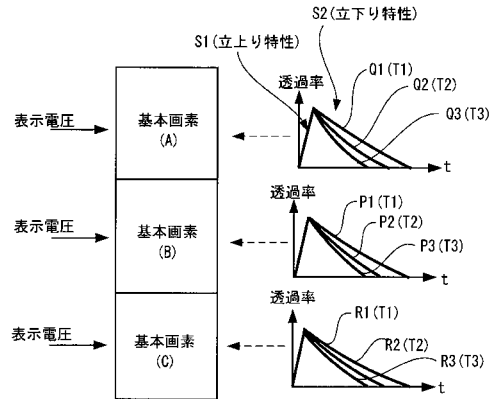 S1(立上り特性)
S2(立下り特性)
透過率
Q1(T1)
Q2(T2)
Q3(T3)
t
表示電圧
基本画素
(A)
透過率
P1(T1)
P2(T2)
P3(T3)
t
表示電圧
基本画素
(B)
透過率
R1(T1)
R2(T2)
R3(T3)
t
表示電圧
基本画素
(C)